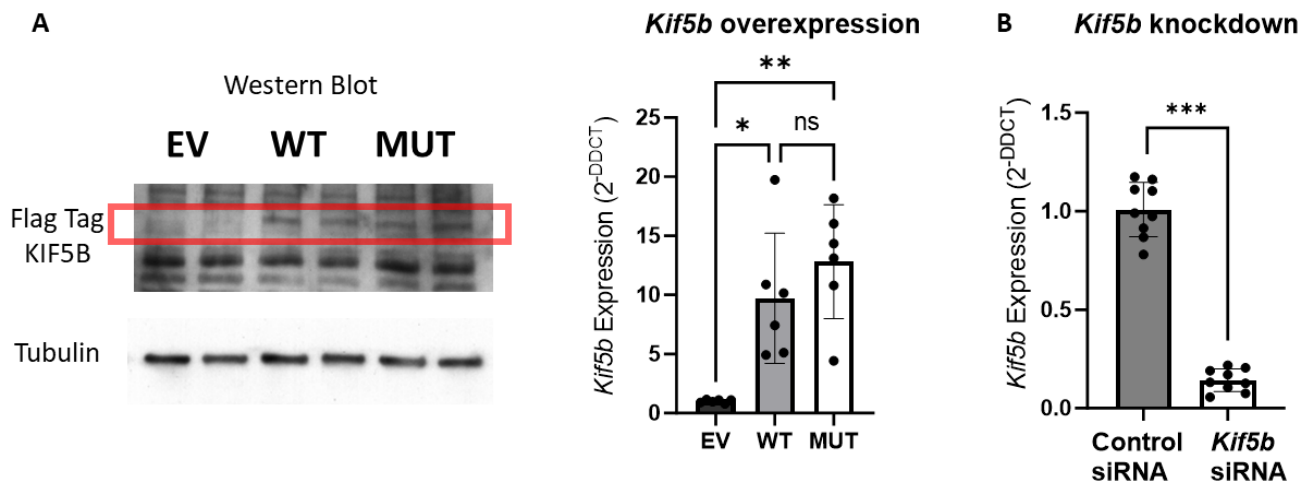 A
Western Blot
EV WT MUT
Flag Tag
KIF5B
Tubulin
Kif5b overexpression
**
*
ns
Kif5b Expression (2-DDCT)
25
20
15
10
5
0
EV WT MUT
B
Kif5b knockdown
***
Kif5b Expression (2-DDCT)
1.5
1.0
0.5
0.0
Control Kif5b
siRNA siRNA